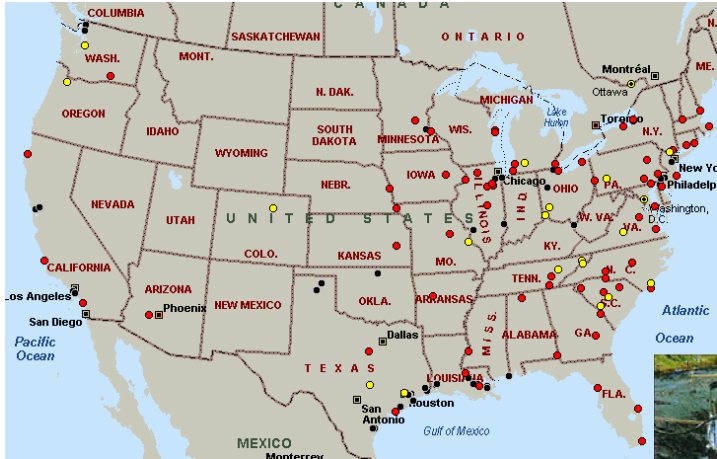 CANADA
COLUMBIA
SASKATCHEWAN
ONTARIO
WASH.
MONT.
N. DAK.
Montréal
Ottawa
ME.
OREGON
IDAHO
SOUTH
DAKOTA
MINNESOTA
WIS.
MICHIGAN
Lake
Huron
Toronto
N.Y.
WYOMING
NEBR.
IOWA
Chicago
New Yo
Philadelp
NEVADA
UTAH
COLO.
UNITED STATES
ILLINOIS
IND.
OHIO
PA.
W. VA.
Washington,
D.C.
VA.
KANSAS
MO.
KY.
CALIFORNIA
Los Angeles
San Diego
ARIZONA
Phoenix
NEW MEXICO
OKLA.
ARKANSAS
TENN.
N. C.
S.C.
Pacific
Ocean
Atlantic
Ocean
Dallas
TEXAS
LOUISIANA
MISS.
ALABAMA
GA.
FLA.
San
Antonio
Houston
Gulf of Mexico
MEXICO
Monterrey